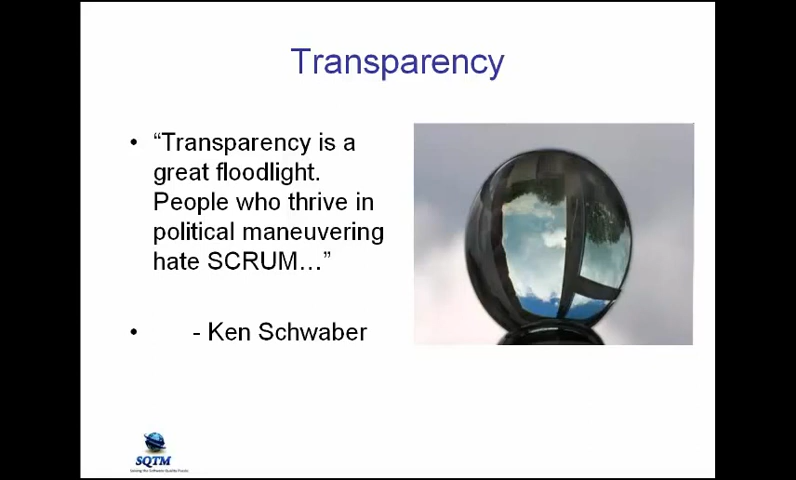 Transparency
• “Transparency is a
great floodlight.
People who thrive in
political maneuvering
hate SCRUM…”
• - Ken Schwaber
SQTM